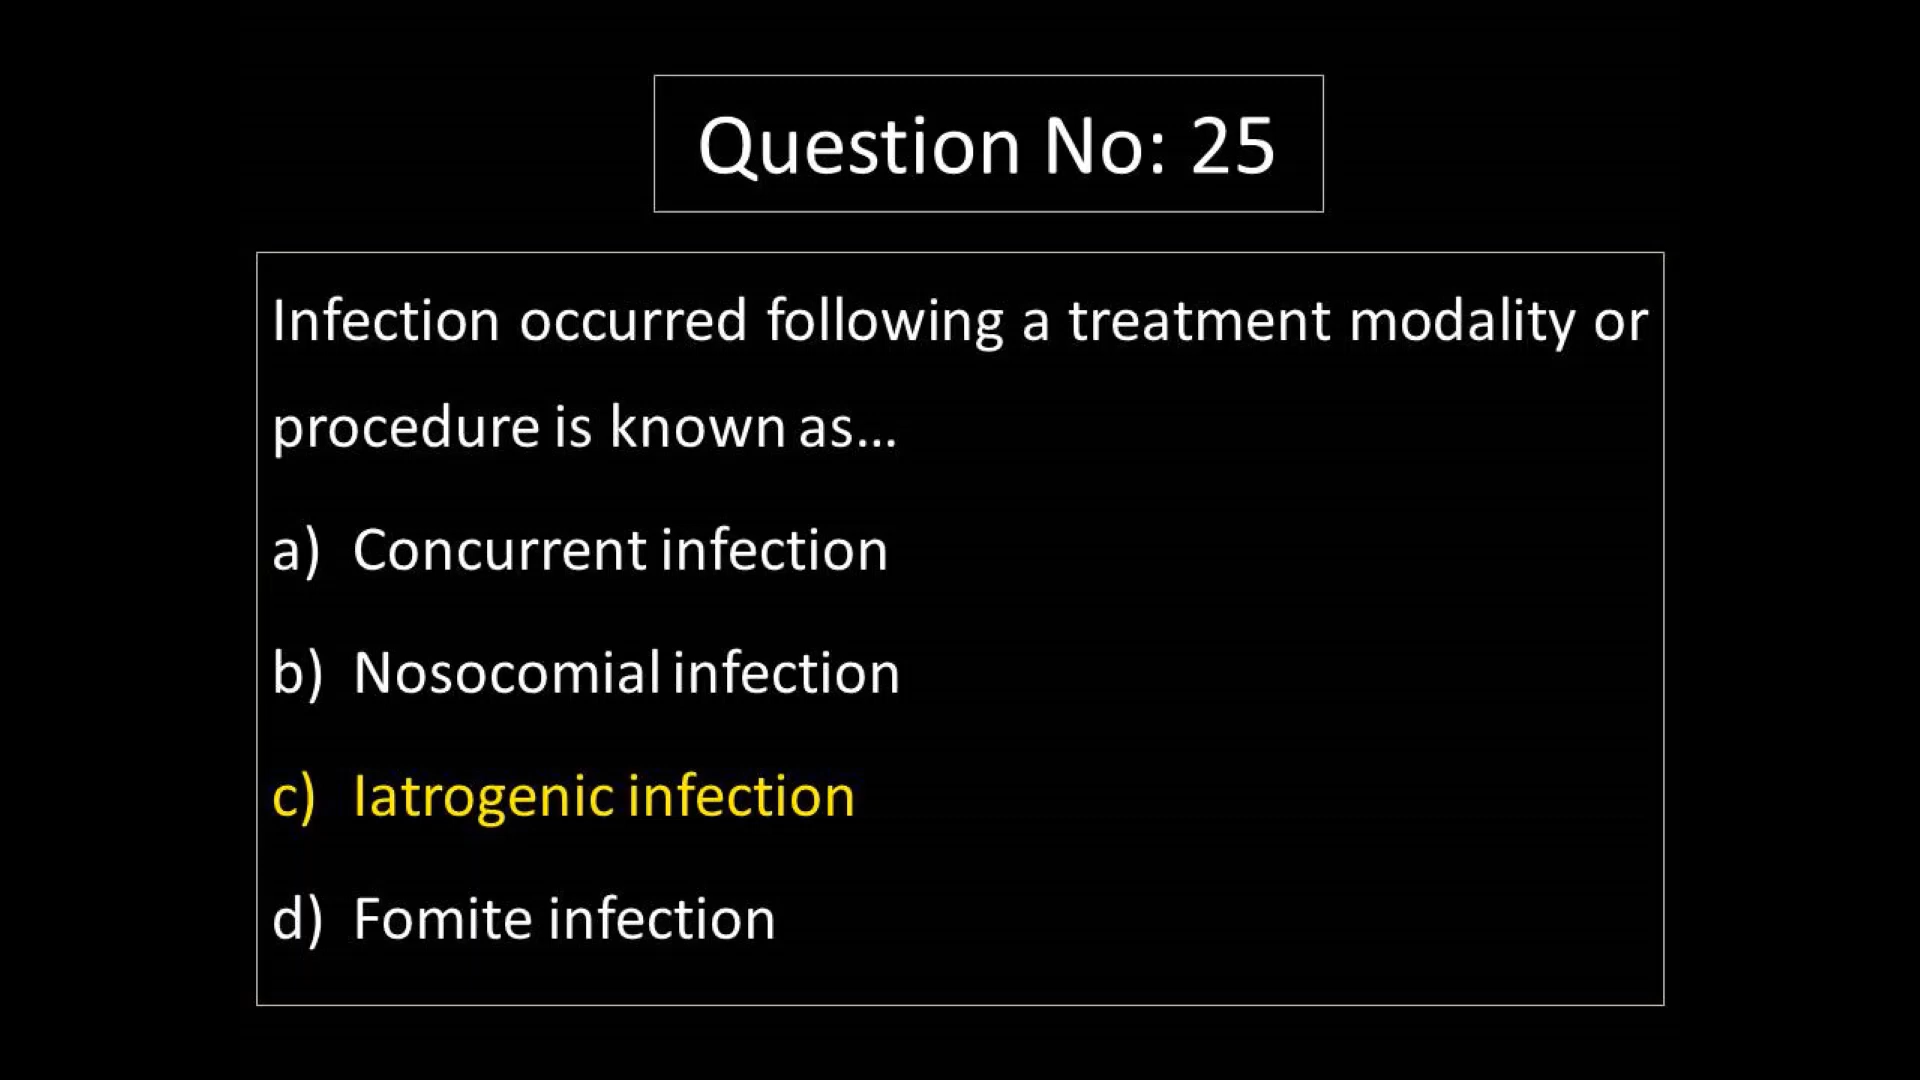 Question No: 25
Infection occurred following a treatment modality or
procedure is known as...
a) Concurrent infection
b) Nosocomial infection
c) Iatrogenic infection
d) Fomite infection